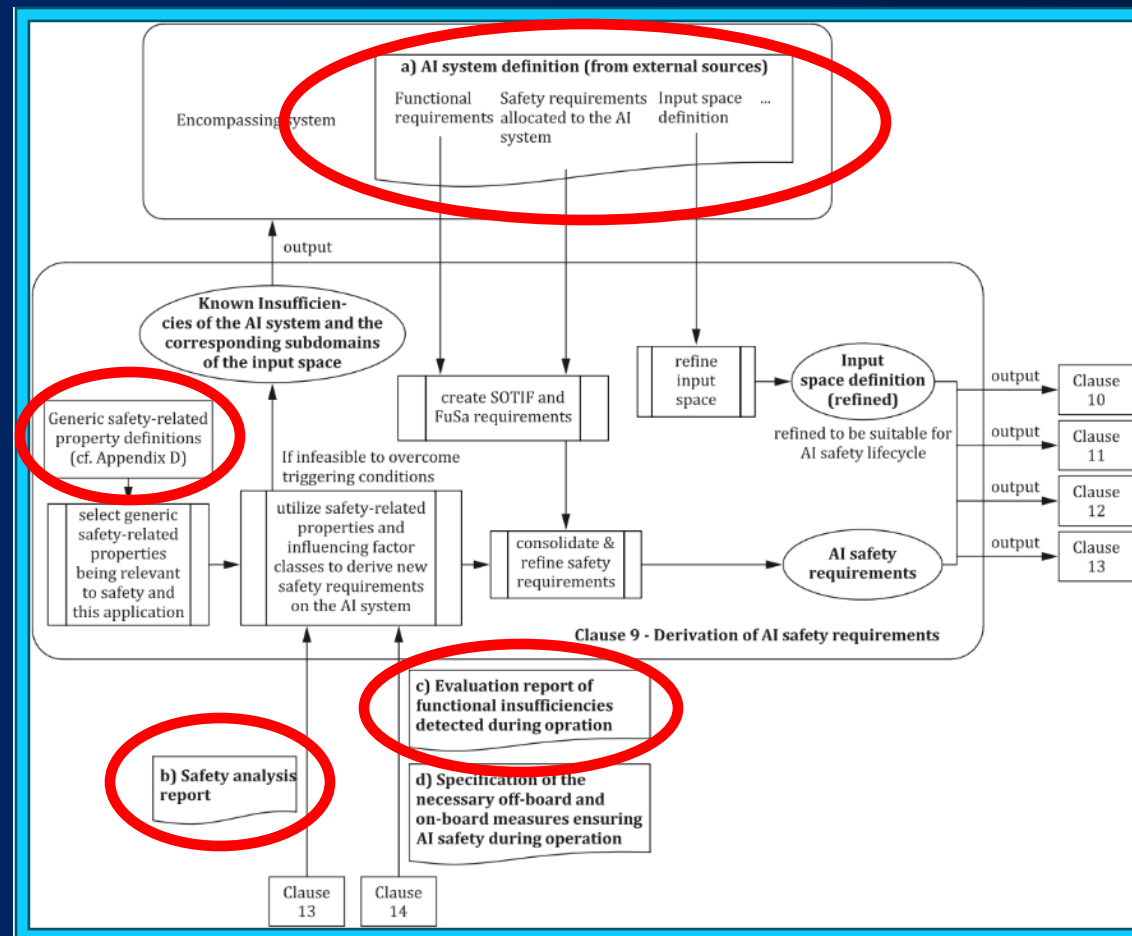 a) AI system definition (from external sources)
Functional
requirements
Safety requirements
allocated to the AI
system
Input space
definition
...
Encompassing system
output
Known Insufficien-
cies of the AI system and the
corresponding subdomains
of the input space
Generic safety-related
property definitions
(cf. Appendix D)
If infeasible to overcome
triggering conditions
create SOTIF and
FuSa requirements
refine
input
space
Input
space definition
(refined)
refined to be suitable for
AI safety lifecycle
output
Clause
10
output
Clause
11
output
Clause
12
output
Clause
13
select generic
safety-related
properties
being relevant
to safety and
this application
utilize safety-related
properties and
influencing factor
classes to derive new
safety requirements
on the AI system
consolidate &
refine safety
requirements
AI safety
requirements
Clause 9 - Derivation of AI safety requirements
c) Evaluation report of
functional insufficiencies
detected during opration
b) Safety analysis
report
d) Specification of the
necessary off-board and
on-board measures ensuring
AI safety during operation
Clause
13
Clause
14